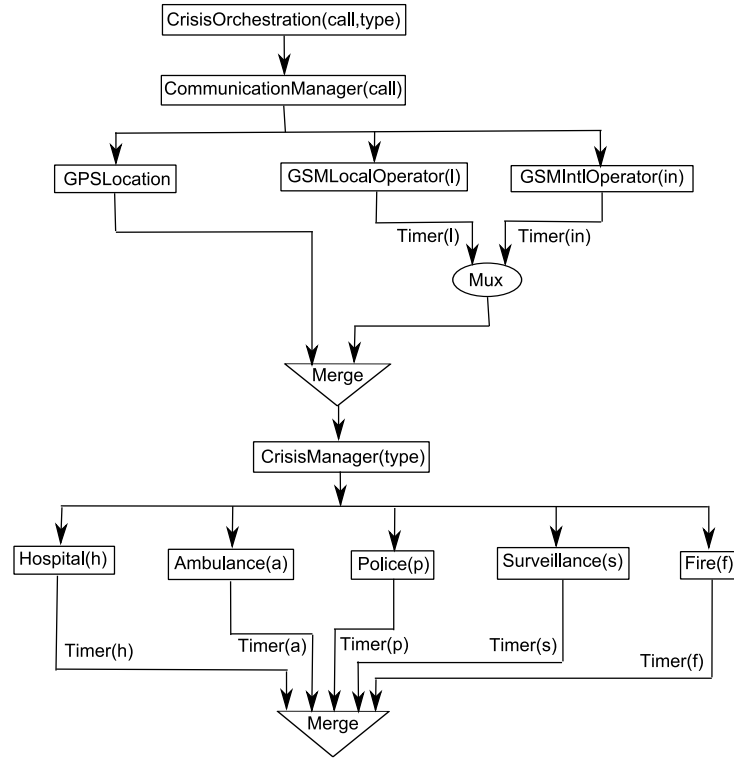 CrisisOrchestration(call,type)
CommunicationManager(call)
GPSLocation
GSMLocalOperator(l)
GSMIntlOperator(in)
Timer(l)
Timer(in)
Mux
Merge
CrisisManager(type)
Hospital(h)
Ambulance(a)
Police(p)
Surveillance(s)
Fire(f)
Timer(h)
Timer(a)
Timer(p)
Timer(s)
Timer(f)
Merge